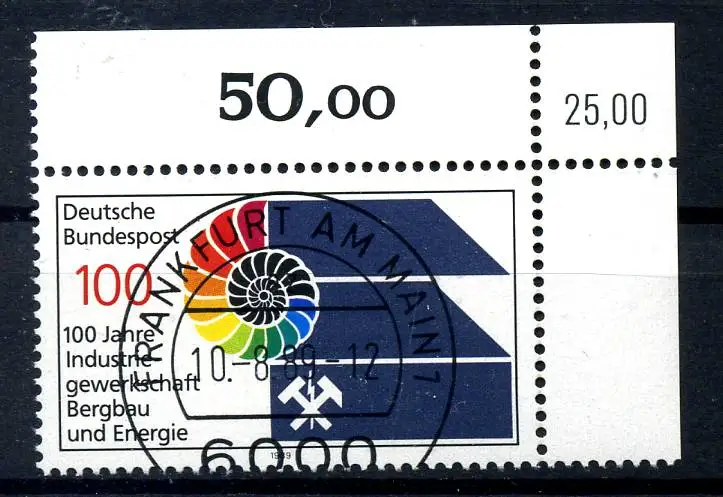 50,00
25,00
Deutsche
Bundespost
100
100 Jahre
Industrie
gewerkschaft
Bergbau
und Energie
1989
FRANKFURT AM MAIN 1
10.-8.89-12
6000